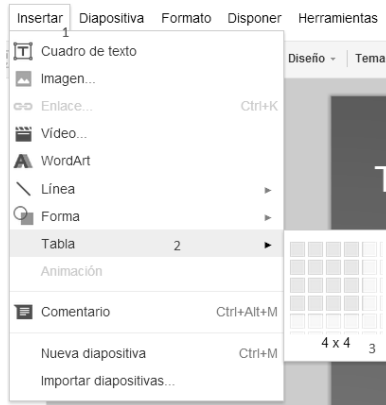 Insertar Diapositiva Formato Disponer Herramientas
1
Cuadro de texto
Diseño Tema
Imagen...
Enlace... Ctrl+K
Vídeo...
WordArt
T
Línea
Forma
Tabla 2
Animación
Comentario Ctrl+Alt+M
4 x 4 3
Nueva diapositiva Ctrl+M
Importar diapositivas...